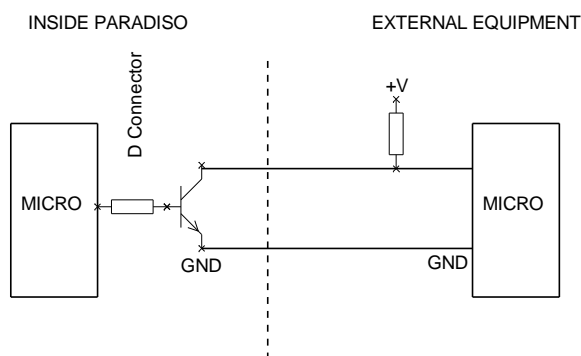 INSIDE PARADISO
EXTERNAL EQUIPMENT
D Connector
+V
MICRO
MICRO
GND
GND